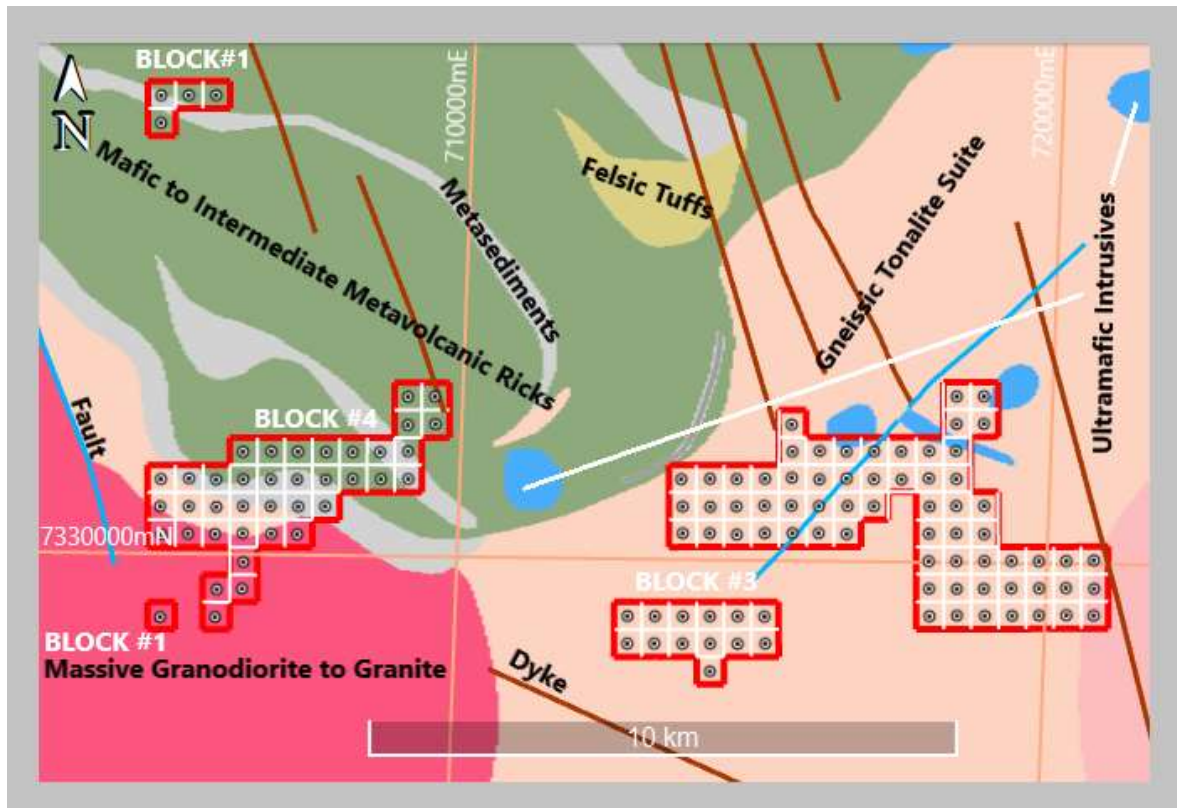 BLOCK#1
N
710000mE
720000mE
Mafic to Intermediate Metavolcanic Ricks
Metasediments
Felsic Tuffs
Gneissic Tonalite Suite
Ultramafic Intrusives
Fault
BLOCK #4
7330000mN
BLOCK #3
BLOCK #1
Massive Granodiorite to Granite
Dyke
10 km